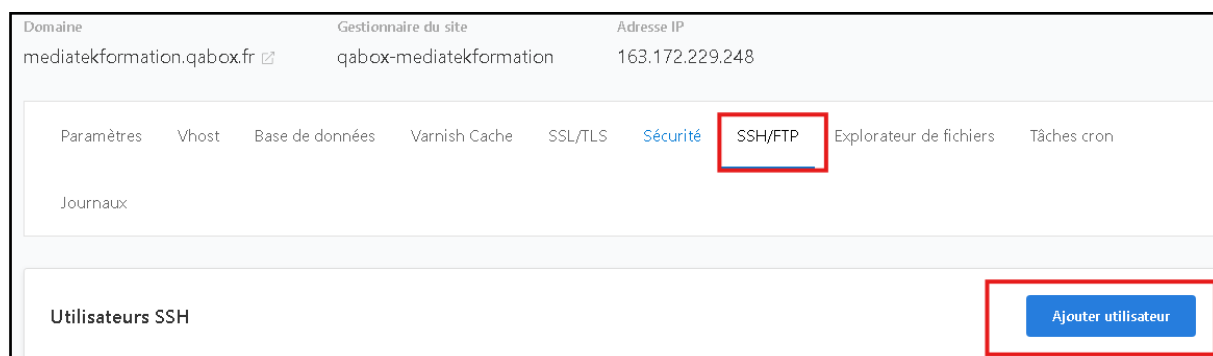 Domaine Gestionnaire du site Adresse IP
mediatekformation.qabox.fr qabox-mediatekformation 163.172.229.248
Paramètres Vhost Base de données Varnish Cache SSL/TLS Sécurité SSH/FTP Explorateur de fichiers Tâches cron
Journaux
Utilisateurs SSH Ajouter utilisateur